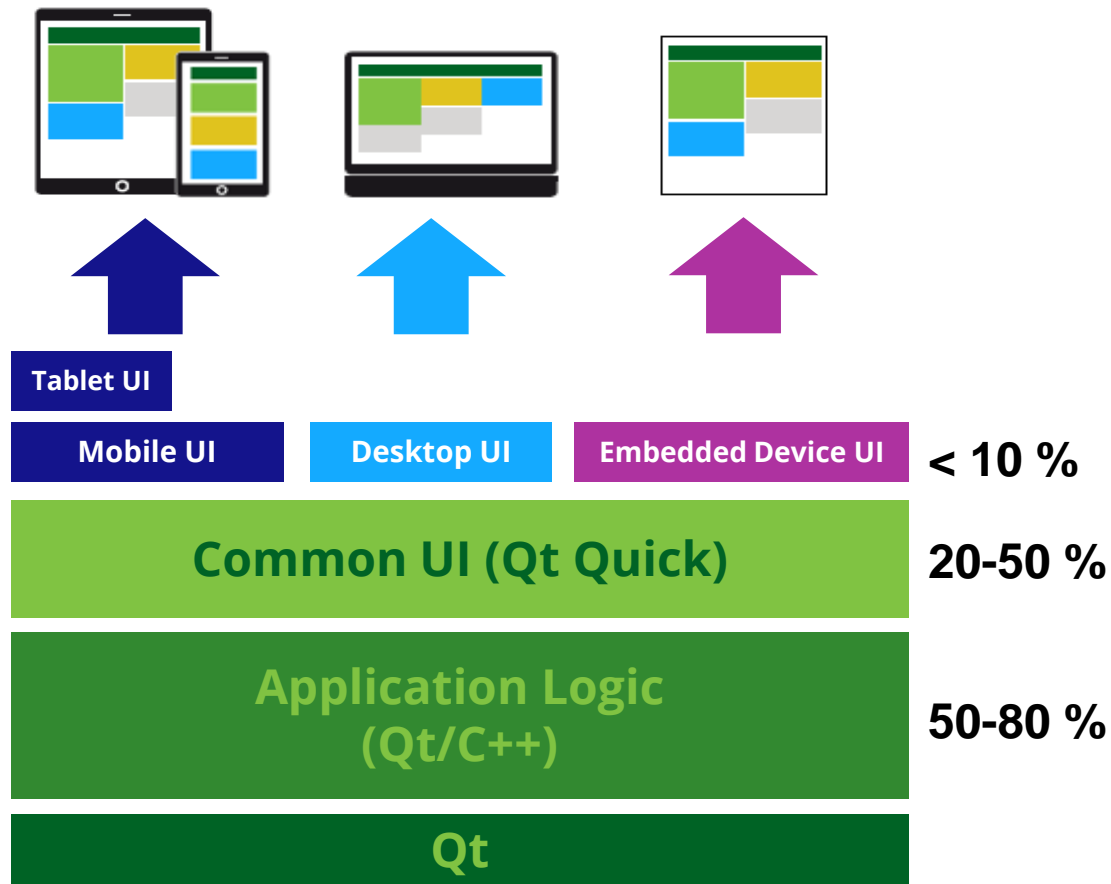 Tablet UI
Mobile UI
Desktop UI
Embedded Device UI
< 10 %
Common UI (Qt Quick)
20-50 %
Application Logic
(Qt/C++)
50-80 %
Qt